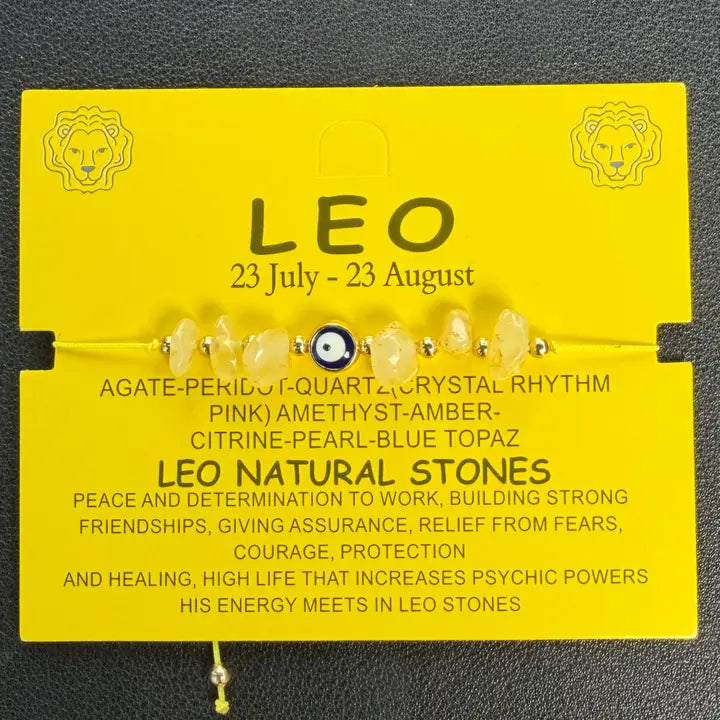 LEO
23 July - 23 August
AGATE-PERIDOT-QUARTZ(CRYSTAL RHYTHM
PINK) AMETHYST-AMBER-
CITRINE-PEARL-BLUE TOPAZ
LEO NATURAL STONES
PEACE AND DETERMINATION TO WORK, BUILDING STRONG
FRIENDSHIPS, GIVING ASSURANCE, RELIEF FROM FEARS,
COURAGE, PROTECTION
AND HEALING, HIGH LIFE THAT INCREASES PSYCHIC POWERS
HIS ENERGY MEETS IN LEO STONES